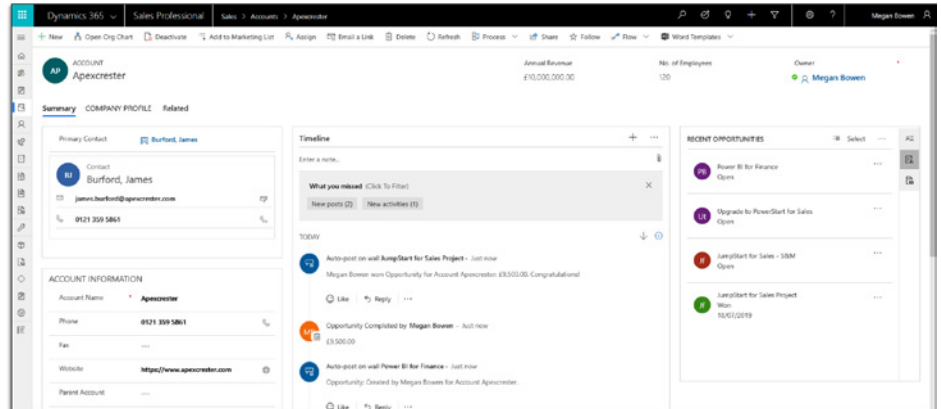 Dynamics 365 Sales Professional Sales > Accounts > Apexcrester Megan Bowen
+ New Open Org Chart Deactivate Add to Marketing List Assign Email a Link Delete Refresh Process Share Follow Flow Word Templates
AP
ACCOUNT
Apexcrester
Annual Revenue
£10,000,000.00
No. of Employees
120
Owner
Megan Bowen
Summary COMPANY PROFILE Related
Primary Contact Burford, James
BJ
Contact
Burford, James
james.burford@apexcrester.com
0121 359 5861
ACCOUNT INFORMATION
Account Name * Apexcrester
Phone 0121 359 5861
Fax ---
Website https://www.apexcrester.com
Parent Account ---
Timeline
Enter a note...
What you missed (Click To Filter)
New posts (2) New activities (1)
TODAY
Auto-post on wall JumpStart for Sales Project - Just now
Megan Bowen won Opportunity for Account Apexcrester. £9,500.00. Congratulations!
Like Reply ...
Opportunity Completed by Megan Bowen - Just now
£9,500.00
Auto-post on wall Power BI for Finance - Just now
Opportunity: Created by Megan Bowen for Account Apexcrester.
Like Reply ...
RECENT OPPORTUNITIES Select ...
PB
Power BI for Finance
Open
Ut
Upgrade to PowerStart for Sales
Open
Jf
JumpStart for Sales - SMM
Open
Jf
JumpStart for Sales Project
Won
18/07/2019